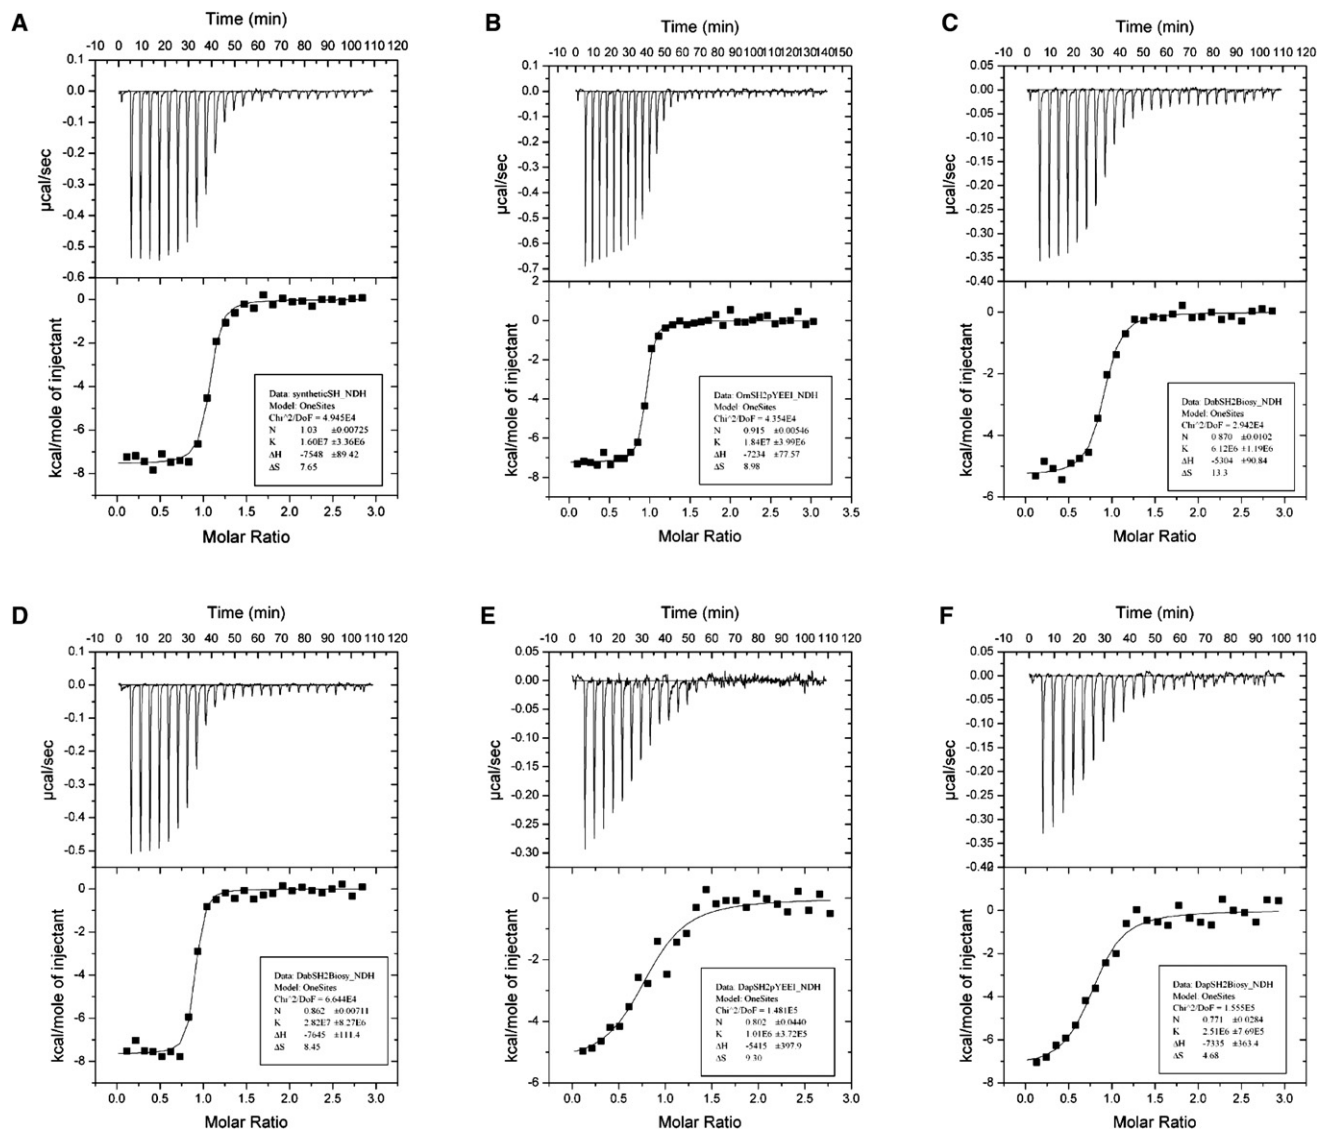 A
Time (min)
-10 0 10 20 30 40 50 60 70 80 90 100 110 120
0.1
0.0
-0.1
-0.2
-0.3
-0.4
-0.5
-0.6
µcal/sec
0
-2
-4
-6
-8
kcal/mole of injectant
Data: syntheticSH_NDH
Model: OneSites
Chi^2/DoF = 4.945E4
N 1.03 ±0.00725
K 1.60E7 ±3.36E6
ΔH -7548 ±89.42
ΔS 7.65
0.0 0.5 1.0 1.5 2.0 2.5 3.0
Molar Ratio
B
Time (min)
-10 0 10 20 30 40 50 60 70 80 90 100110120130140150
0.1
0.0
-0.1
-0.2
-0.3
-0.4
-0.5
-0.6
-0.7
µcal/sec
2
0
-2
-4
-6
-8
kcal/mole of injectant
Data: OrnSH2pYEEI_NDH
Model: OneSites
Chi^2/DoF = 4.354E4
N 0.915 ±0.00546
K 1.84E7 ±3.99E6
ΔH -7234 ±77.57
ΔS 8.98
0.0 0.5 1.0 1.5 2.0 2.5 3.0 3.5
Molar Ratio
C
Time (min)
-10 0 10 20 30 40 50 60 70 80 90 100 110 120
0.05
0.00
-0.05
-0.10
-0.15
-0.20
-0.25
-0.30
-0.35
-0.40
µcal/sec
0
-2
-4
-6
kcal/mole of injectant
Data: DabSH2Biosy_NDH
Model: OneSites
Chi^2/DoF = 2.942E4
N 0.870 ±0.0102
K 6.12E6 ±1.19E6
ΔH -5304 ±90.84
ΔS 13.3
0.0 0.5 1.0 1.5 2.0 2.5 3.0
Molar Ratio
D
Time (min)
-10 0 10 20 30 40 50 60 70 80 90 100 110 120
0.1
0.0
-0.1
-0.2
-0.3
-0.4
-0.5
µcal/sec
0
-2
-4
-6
-8
kcal/mole of injectant
Data: DabSH2Biosy_NDH
Model: OneSites
Chi^2/DoF = 6.644E4
N 0.862 ±0.00711
K 2.82E7 ±8.27E6
ΔH -7645 ±111.4
ΔS 8.45
0.0 0.5 1.0 1.5 2.0 2.5 3.0
Molar Ratio
E
Time (min)
-10 0 10 20 30 40 50 60 70 80 90 100 110 120
0.05
0.00
-0.05
-0.10
-0.15
-0.20
-0.25
-0.30
µcal/sec
0
-2
-4
-6
kcal/mole of injectant
Data: DapSH2pYEEI_NDH
Model: OneSites
Chi^2/DoF = 1.481E5
N 0.802 ±0.0440
K 1.01E6 ±3.72E5
ΔH -5415 ±397.9
ΔS 9.30
0.0 0.5 1.0 1.5 2.0 2.5 3.0
Molar Ratio
F
Time (min)
-10 0 10 20 30 40 50 60 70 80 90 100 110
0.05
0.00
-0.05
-0.10
-0.15
-0.20
-0.25
-0.30
-0.35
µcal/sec
0
-2
-4
-6
-8
kcal/mole of injectant
Data: DapSH2Biosy_NDH
Model: OneSites
Chi^2/DoF = 1.555E5
N 0.771 ±0.0284
K 2.51E6 ±7.69E5
ΔH -7335 ±363.4
ΔS 4.68
0.0 0.5 1.0 1.5 2.0 2.5 3.0
Molar Ratio